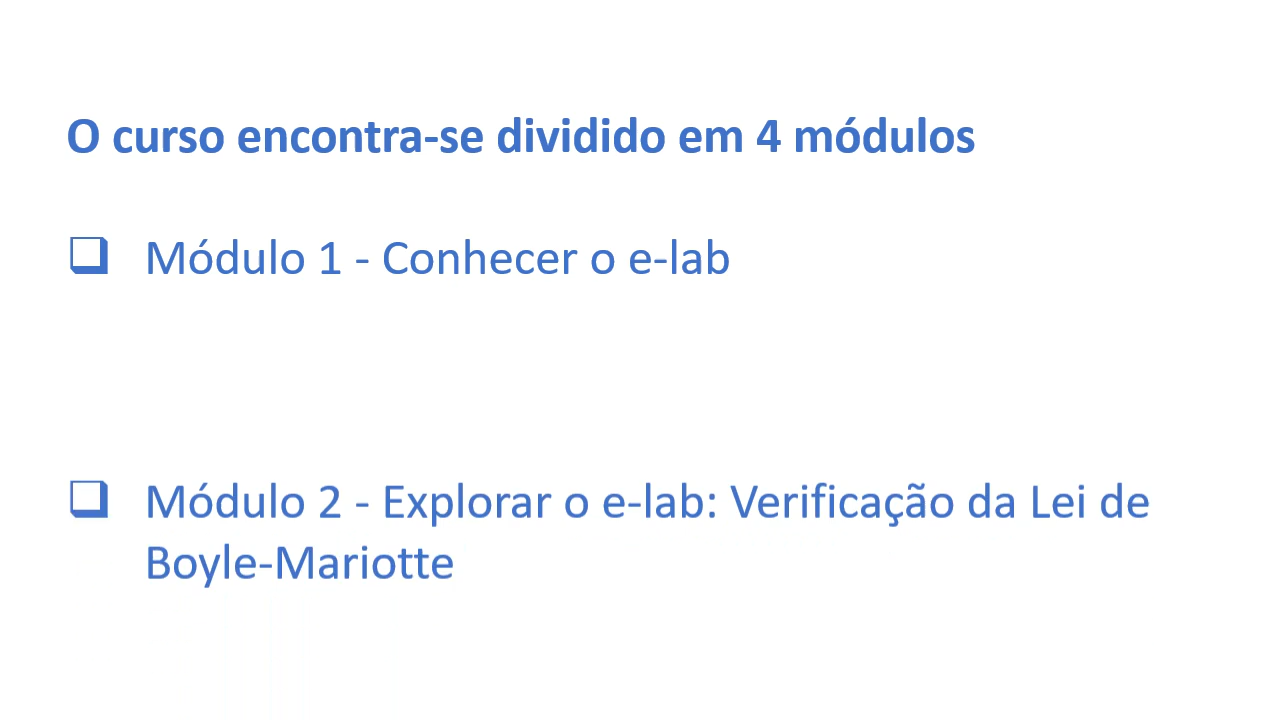 O curso encontra-se dividido em 4 módulos
❑ Módulo 1 - Conhecer o e-lab
❑ Módulo 2 - Explorar o e-lab: Verificação da Lei de
Boyle-Mariotte